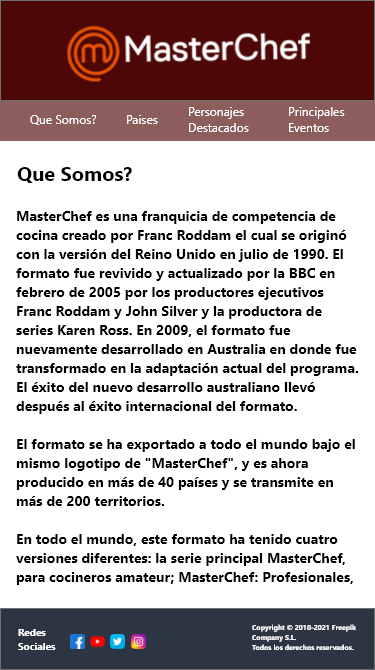 MasterChef
Que Somos?
Paises
Personajes
Destacados
Principales
Eventos
Que Somos?
MasterChef es una franquicia de competencia de
cocina creado por Franc Roddam el cual se originó
con la versión del Reino Unido en julio de 1990. El
formato fue revivido y actualizado por la BBC en
febrero de 2005 por los productores ejecutivos
Franc Roddam y John Silver y la productora de
series Karen Ross. En 2009, el formato fue
nuevamente desarrollado en Australia en donde fue
transformado en la adaptación actual del programa.
El éxito del nuevo desarrollo australiano llevó
después al éxito internacional del formato.
El formato se ha exportado a todo el mundo bajo el
mismo logotipo de "MasterChef", y es ahora
producido en más de 40 países y se transmite en
más de 200 territorios.
En todo el mundo, este formato ha tenido cuatro
versiones diferentes: la serie principal MasterChef,
para cocineros amateur; MasterChef: Profesionales,
Redes
Sociales
Copyright © 2010-2021 Freepik
Company S.L.
Todos los derechos reservados.